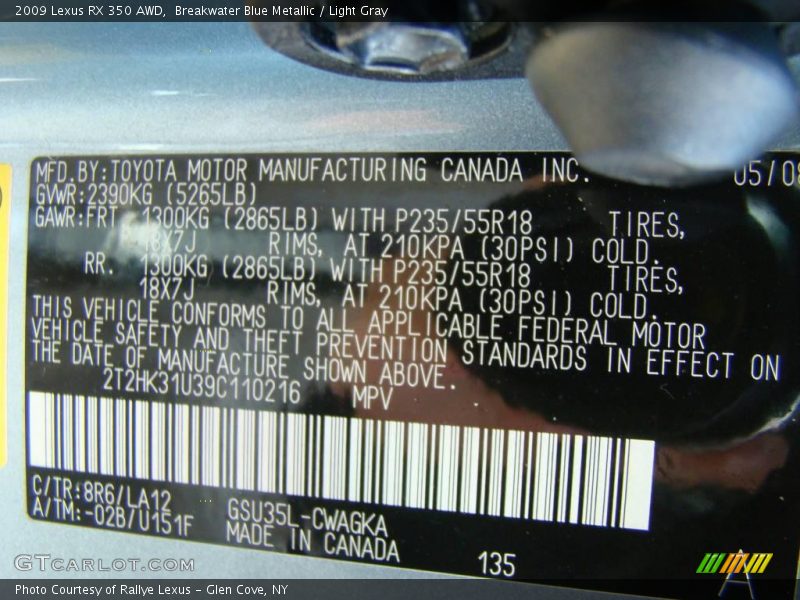 2009 Lexus RX 350 AWD,  Breakwater Blue Metallic / Light Gray
MFD.BY:TOYOTA MOTOR MANUFACTURING CANADA INC. 05/08
GVWR:2390KG (5265LB)
GAWR:FRT. 1300KG (2865LB) WITH P235/55R18 TIRES,
18X7J RIMS, AT 210KPA (30PSI) COLD.
RR. 1300KG (2865LB) WITH P235/55R18 TIRES,
18X7J RIMS, AT 210KPA (30PSI) COLD.
THIS VEHICLE CONFORMS TO ALL APPLICABLE FEDERAL MOTOR
VEHICLE SAFETY AND THEFT PREVENTION STANDARDS IN EFFECT ON
THE DATE OF MANUFACTURE SHOWN ABOVE.
2T2HK31U39C110216 MPV
C/TR:8R6/LA12
A/TM:-02B/U151F
GSU35L-CWAGKA
MADE IN CANADA
135
GTCarLot.com
Photo Courtesy of Rallye Lexus – Glen Cove, NY